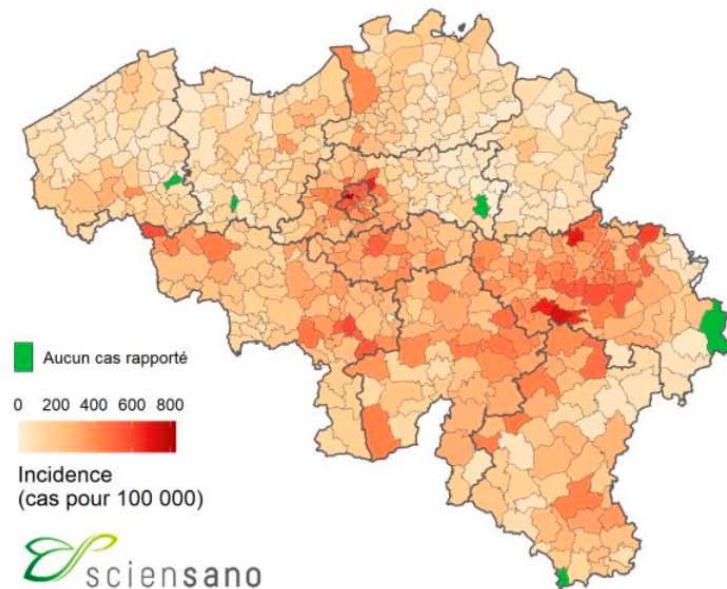 Aucun cas rapporté
0 200 400 600 800
Incidence
(cas pour 100 000)
sciensano